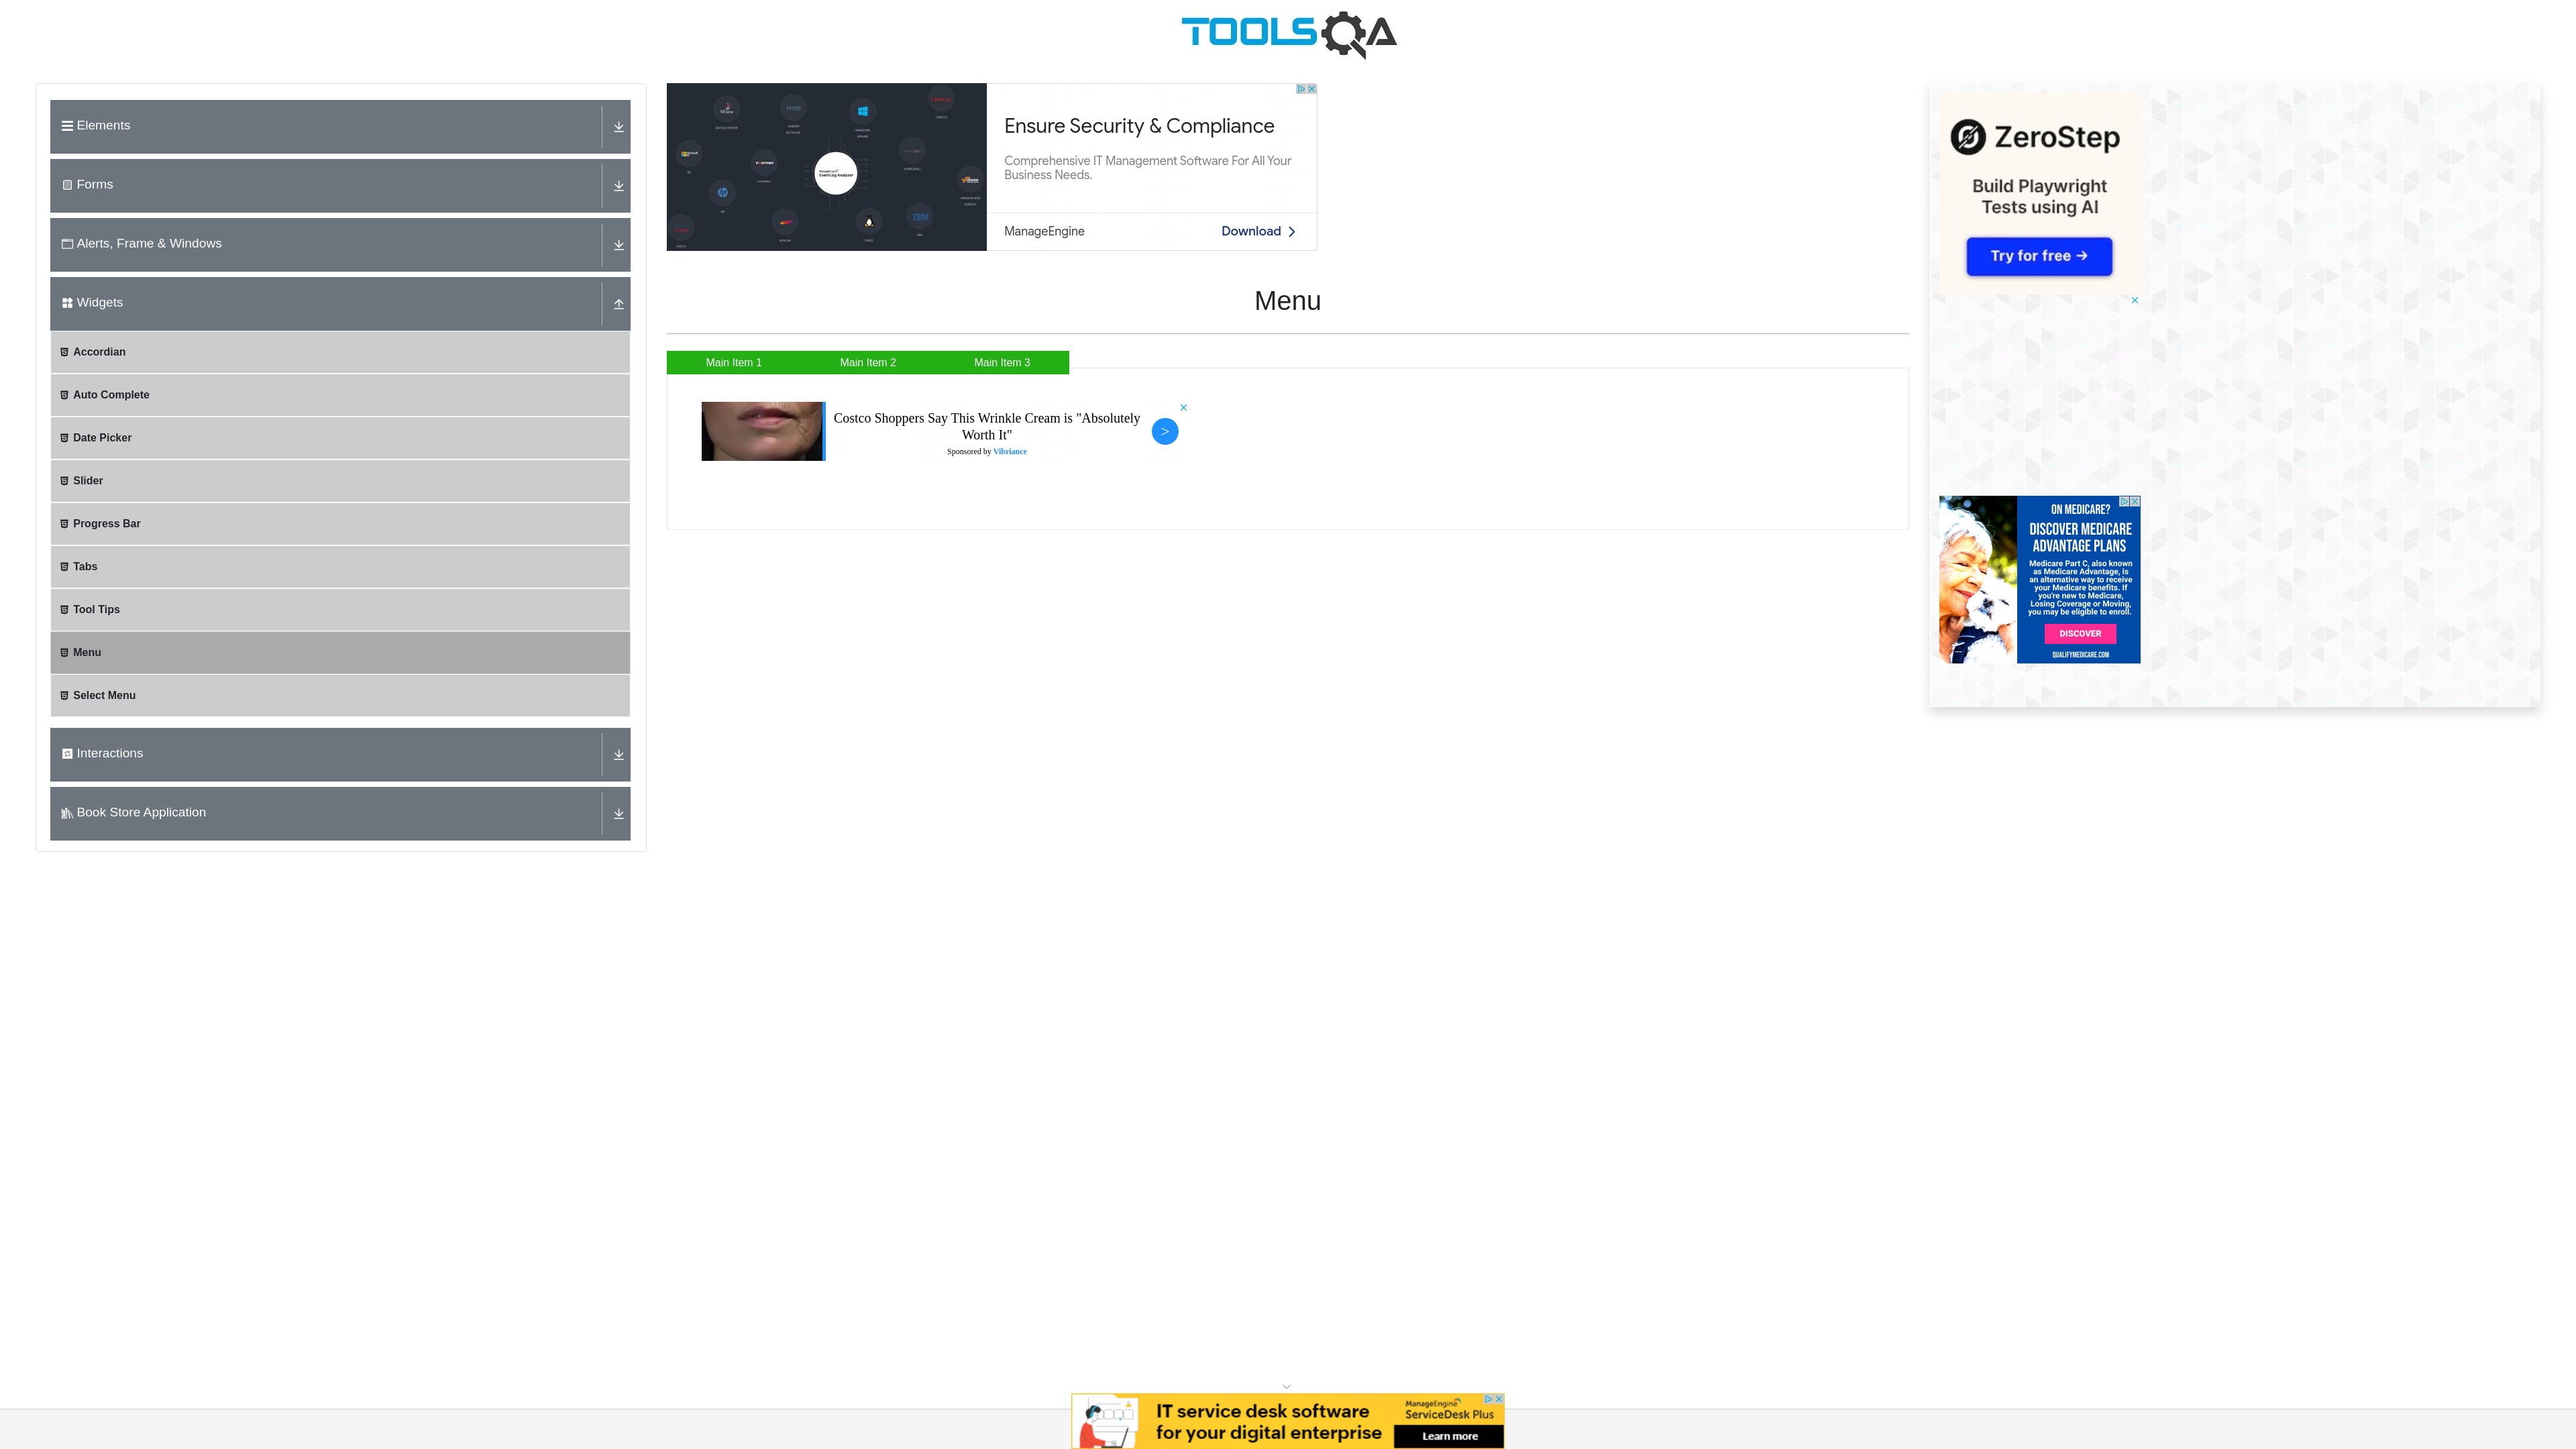 TOOLSQA
Elements
Forms
Alerts, Frame & Windows
Widgets
Accordian
Auto Complete
Date Picker
Slider
Progress Bar
Tabs
Tool Tips
Menu
Select Menu
Interactions
Book Store Application
Ensure Security & Compliance
Comprehensive IT Management Software For All Your
Business Needs.
ManageEngine
Download
Menu
Main Item 1
Main Item 2
Main Item 3
Costco Shoppers Say This Wrinkle Cream is "Absolutely
Worth It"
Sponsored by Vibriance
>
ZeroStep
Build Playwright
Tests using AI
Try for free →
ON MEDICARE?
DISCOVER MEDICARE
ADVANTAGE PLANS
Medicare Part C, also known
as Medicare Advantage, is
an alternative way to receive
your Medicare benefits. If
you're new to Medicare,
Losing Coverage or Moving,
you may be eligible to enroll.
DISCOVER
QUALIFYMEDICARE.COM
IT service desk software
for your digital enterprise
ManageEngine
ServiceDesk Plus
Learn more